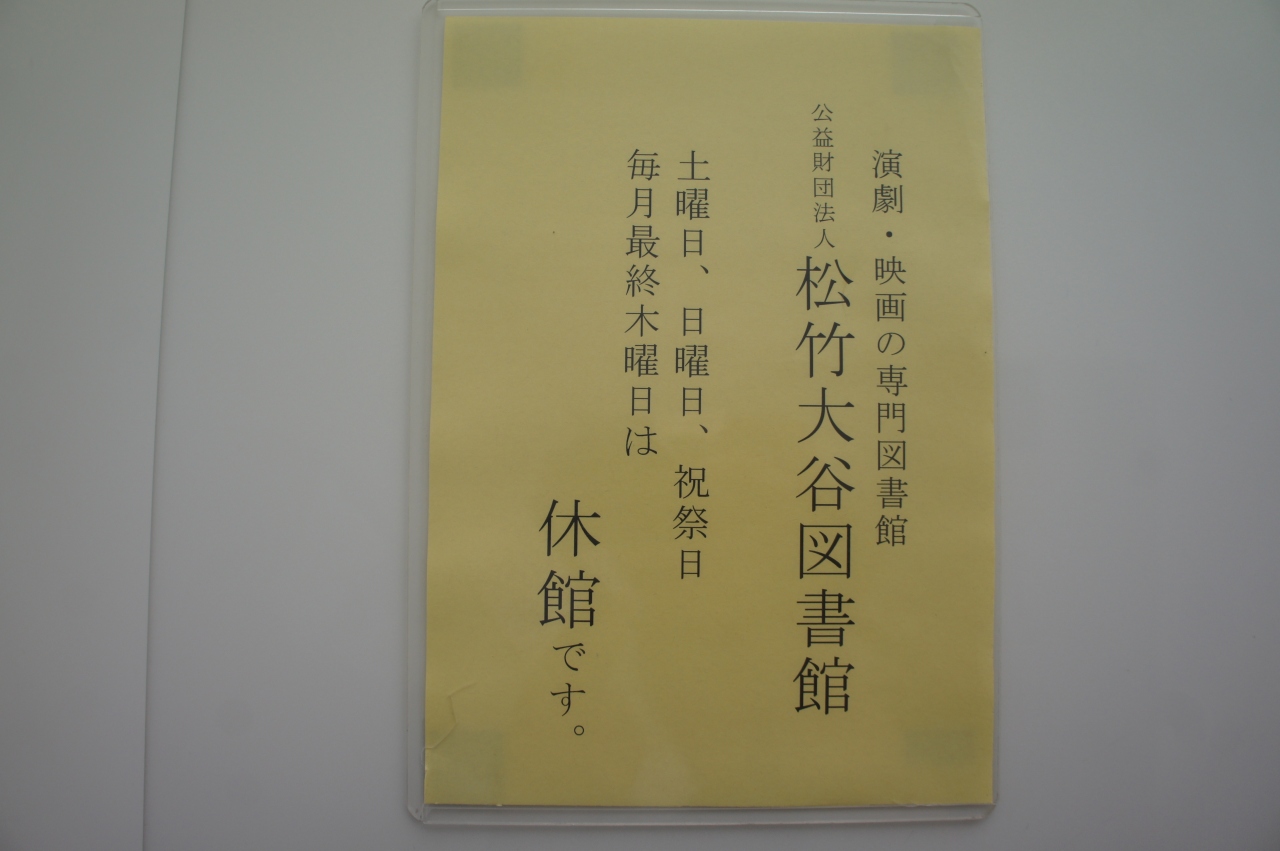 演劇・映画の専門図書館
公益財団法人 松竹大谷図書館
土曜日、日曜日、祝祭日
毎月最終木曜日は
休館です。